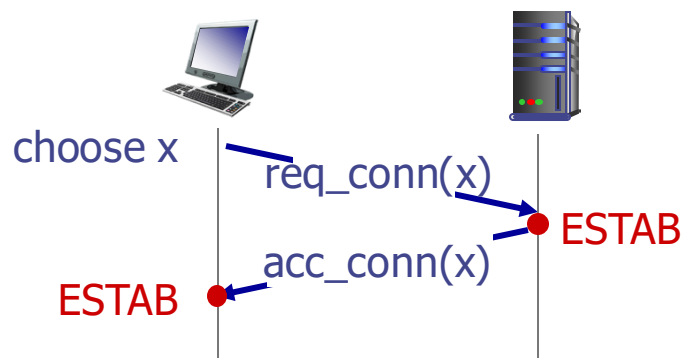 choose x
req_conn(x)
ESTAB
acc_conn(x)
ESTAB